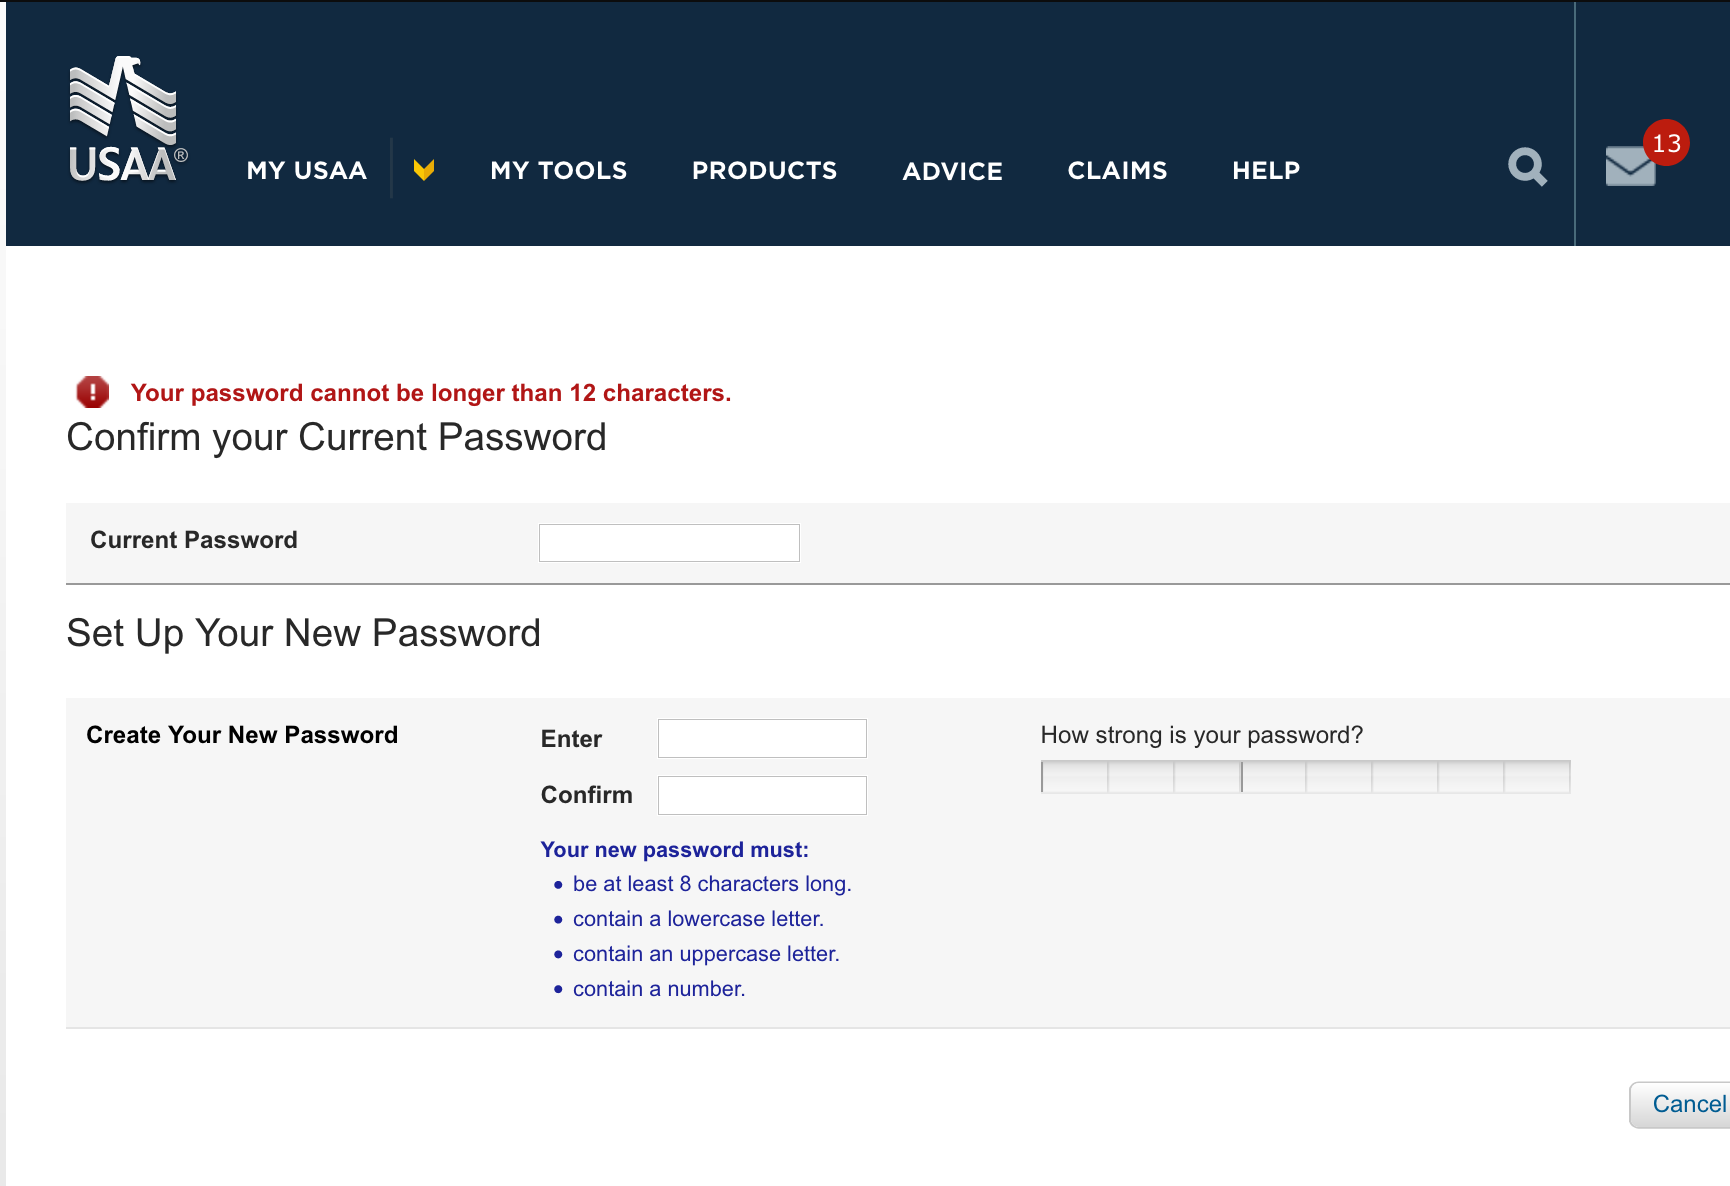 USAA®
MY USAA MY TOOLS PRODUCTS ADVICE CLAIMS HELP
13
Your password cannot be longer than 12 characters.
Confirm your Current Password
Current Password
Set Up Your New Password
Create Your New Password
Enter
How strong is your password?
Confirm
Your new password must:
• be at least 8 characters long.
• contain a lowercase letter.
• contain an uppercase letter.
• contain a number.
Cancel